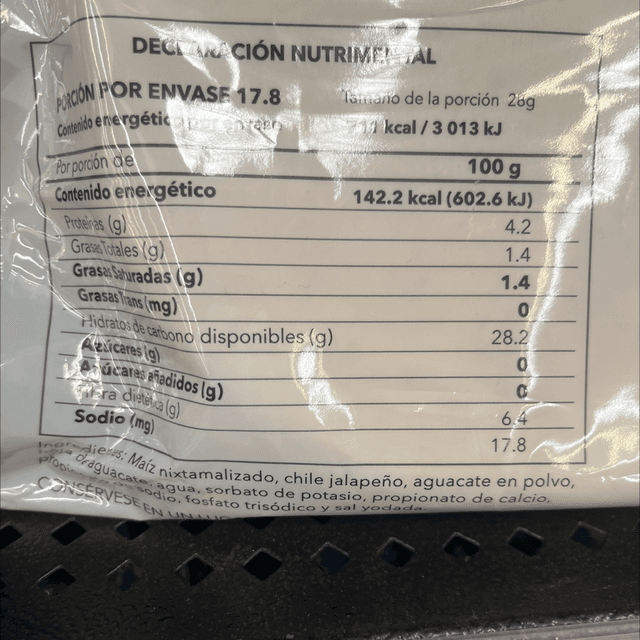 DECLARACIÓN NUTRIMENTAL
PORCIÓN POR ENVASE 17.8
Tamaño de la porción 28g
Contenido energético
kcal / 3 013 kJ
Por porción de
100 g
Contenido energético 142.2 kcal (602.6 kJ)
Proteínas (g) 4.2
Grasas Totales (g) 1.4
Grasas Saturadas (g) 1.4
Grasas Trans (mg) 0
Hidratos de carbono disponibles (g) 28.2
Azúcares (g) 0
Azúcares añadidos (g) 0
Fibra dietética (g) 6.4
Sodio (mg) 17.8
Ingredientes: Maíz nixtamalizado, chile jalapeño, aguacate en polvo,
aguacate, agua, sorbato de potasio, propionato de calcio,
sodio, fosfato trisódico y sal yodada.
CONSÉRVESE EN UN